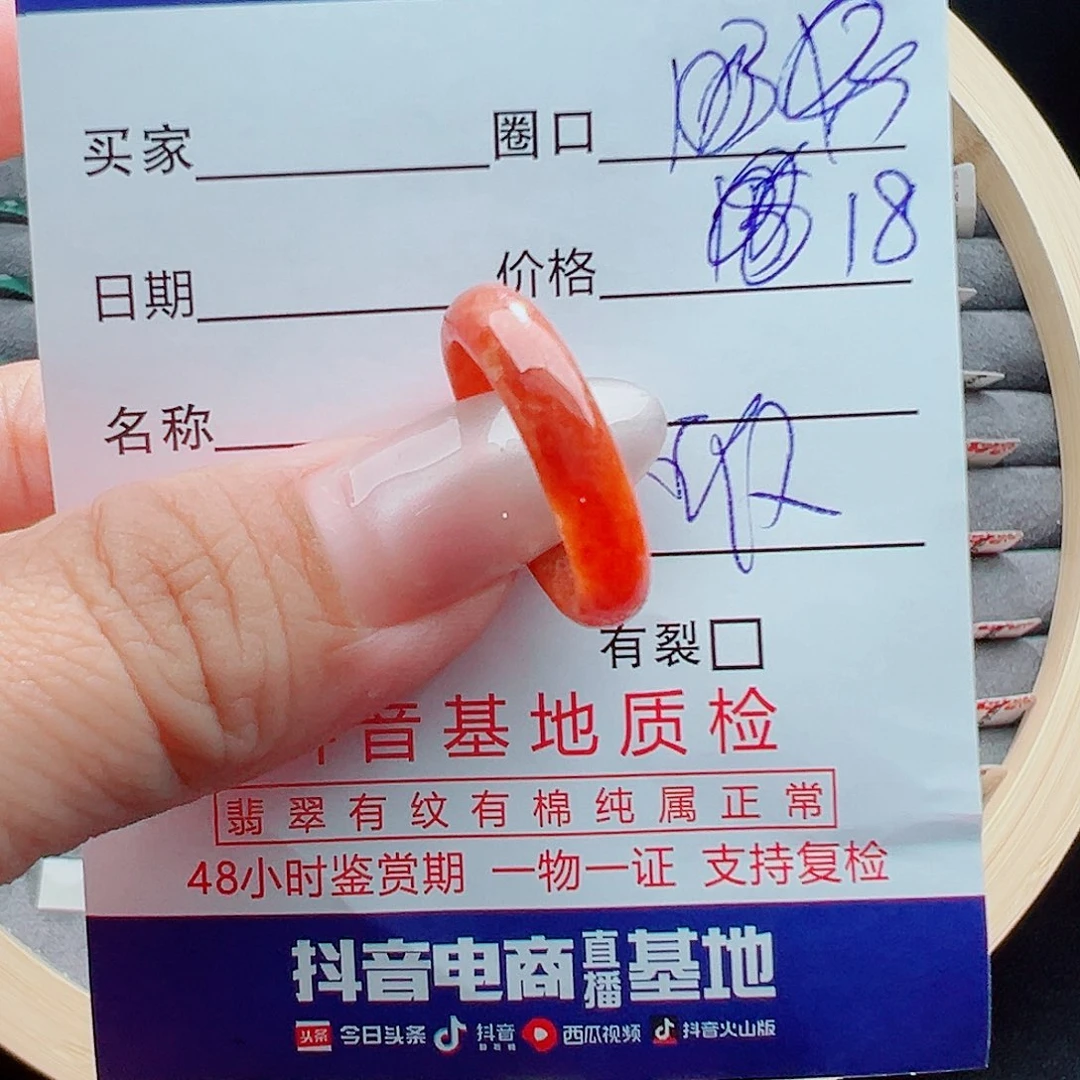 买家 圈口
日期 价格 18
名称
有裂□
音基地质检
翡翠有纹有棉纯属正常
48小时鉴赏期 一物一证 支持复检
抖音电商直播基地
头条 今日头条 抖音 西瓜视频 抖音火山版